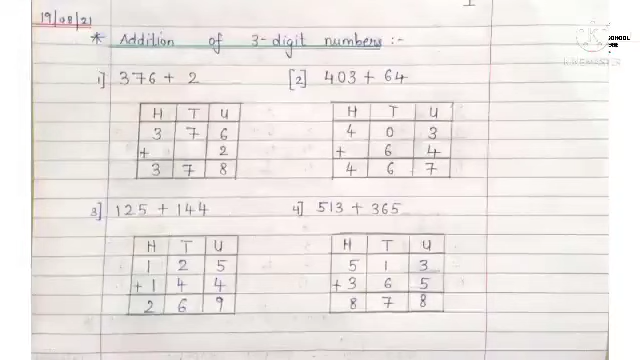 19/08/21
* Addition of 3-digit numbers :-
1] 376 + 2
[2] 403 + 64
H T U
3 7 6
+ 2
3 7 8
H T U
4 0 3
+ 6 4
4 6 7
3] 125 + 144
4] 513 + 365
H T U
1 2 5
+ 1 4 4
2 6 9
H T U
5 1 3
+ 3 6 5
8 7 8
SCHOOL
KINEMASTER